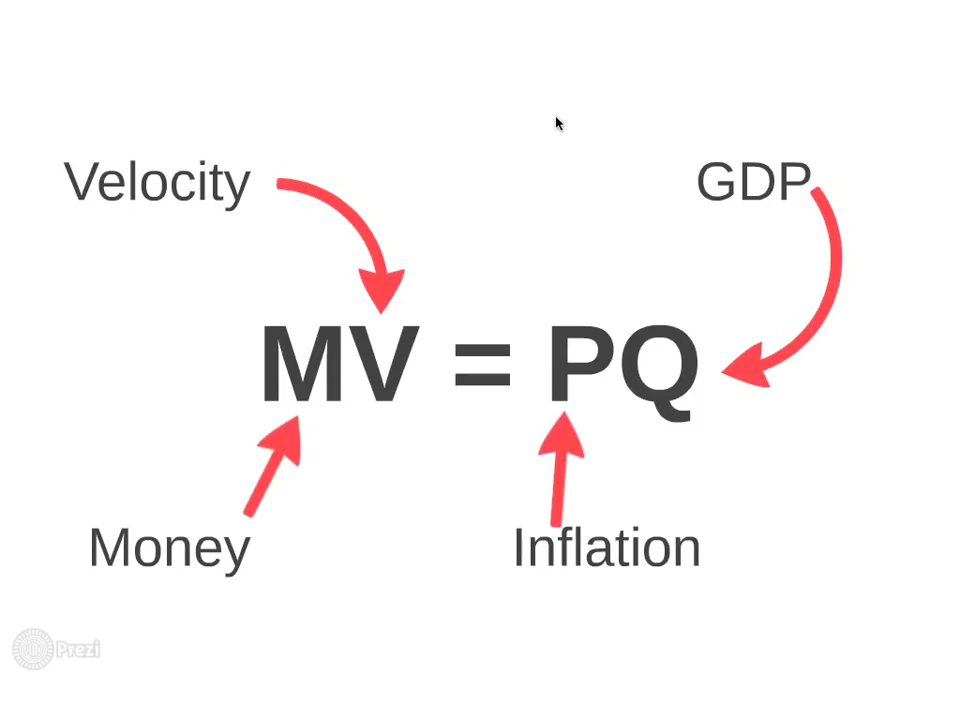 Velocity
GDP
MV = PQ
Money
Inflation
Prezi